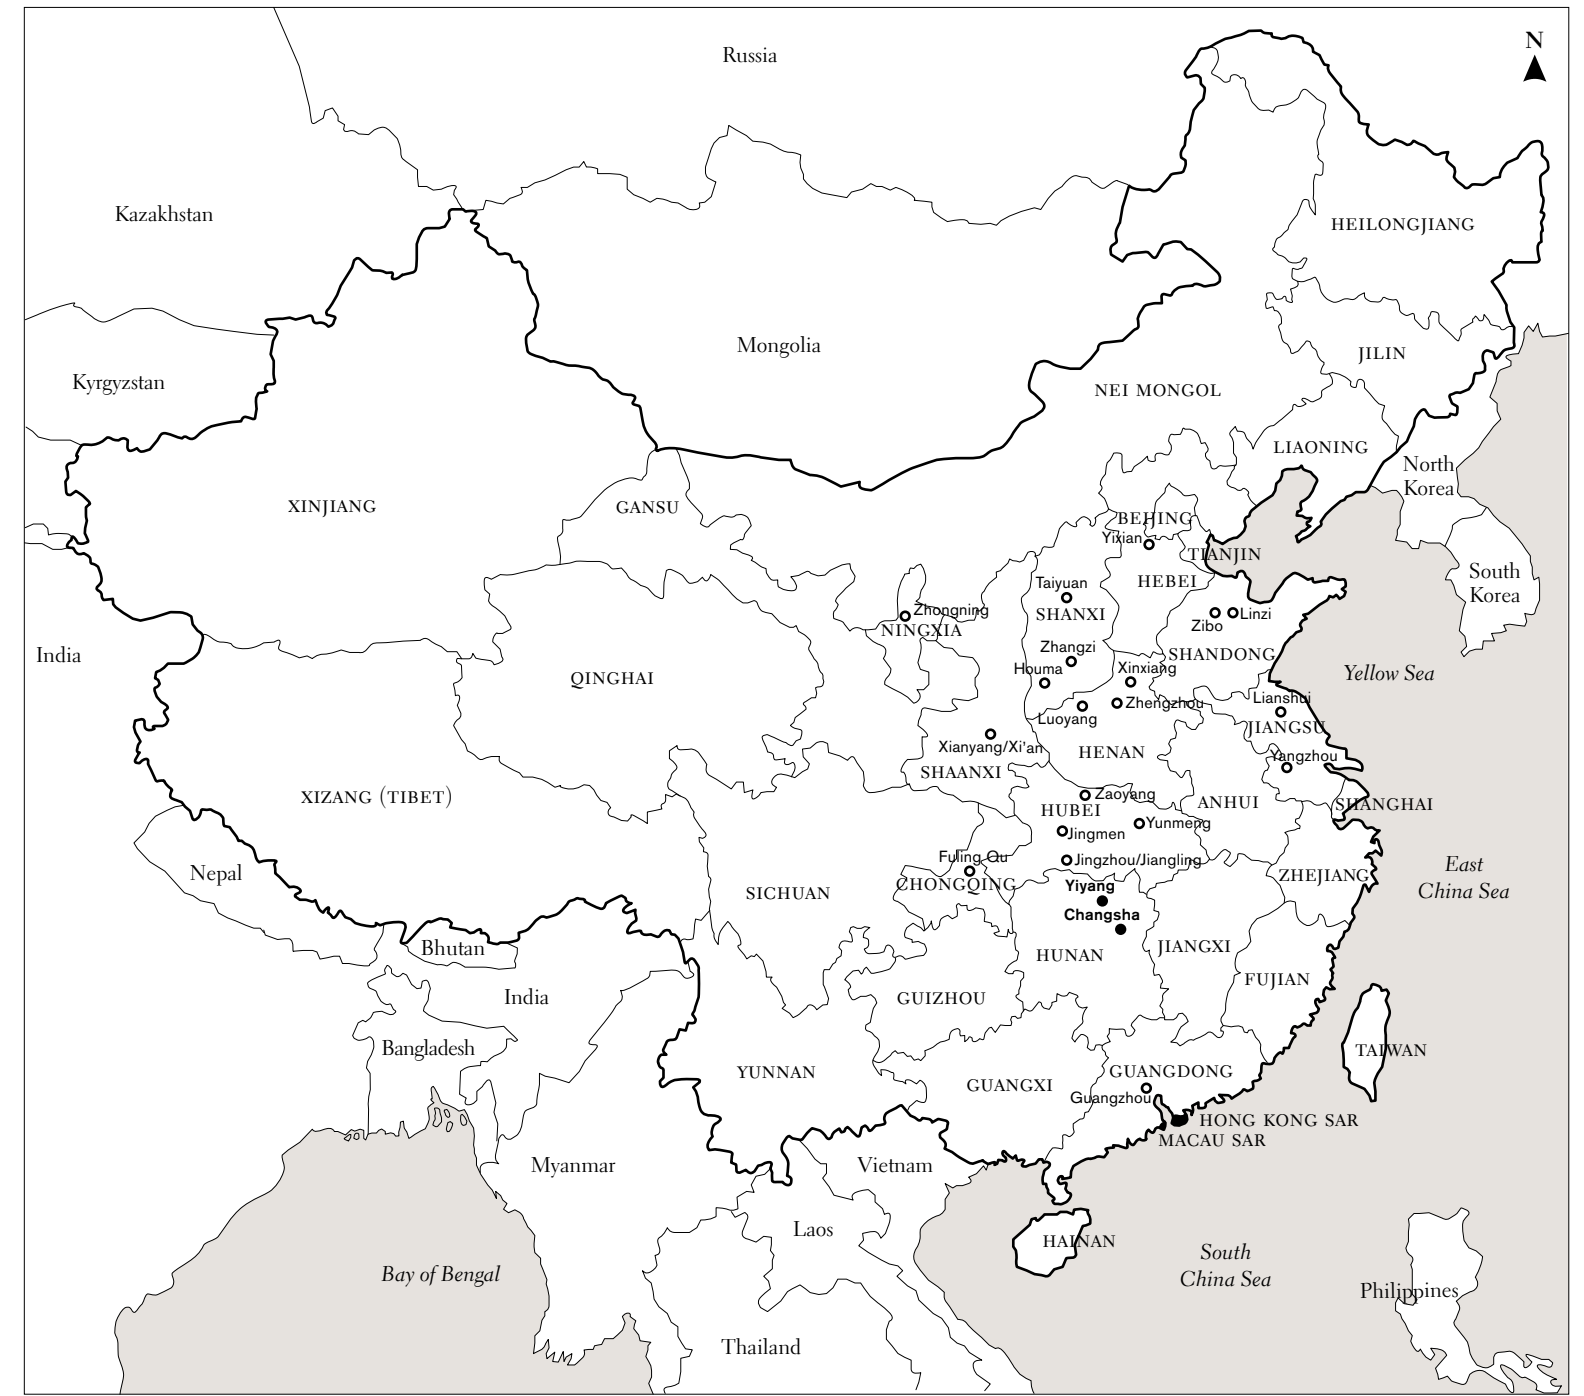 N
Russia
Kazakhstan
HEILONGJIANG
Mongolia
JILIN
Kyrgyzstan
NEI MONGOL
LIAONING
North
Korea
XINJIANG
GANSU
BEIJING
Yixian
TIANJIN
HEBEI
South
Korea
Taiyuan
SHANXI
Zhongning
NINGXIA
Zibo
Linzi
India
Zhangzi
SHANDONG
Houma
Xinxiang
Yellow Sea
QINGHAI
Lianshui
Zhengzhou
Luoyang
JIANGSU
Xianyang/Xi’an
HENAN
Yangzhou
SHAANXI
XIZANG (TIBET)
Zaoyang
HUBEI
ANHUI
SHANGHAI
Jingmen
Yunmeng
Fuling Qu
Jingzhou/Jiangling
East
China Sea
Nepal
CHONGQING
Yiyang
ZHEJIANG
SICHUAN
Changsha
Bhutan
HUNAN
JIANGXI
FUJIAN
India
GUIZHOU
Bangladesh
TAIWAN
YUNNAN
GUANGXI
GUANGDONG
Guangzhou
HONG KONG SAR
MACAU SAR
Myanmar
Vietnam
Laos
HAINAN
South
China Sea
Bay of Bengal
Philippines
Thailand